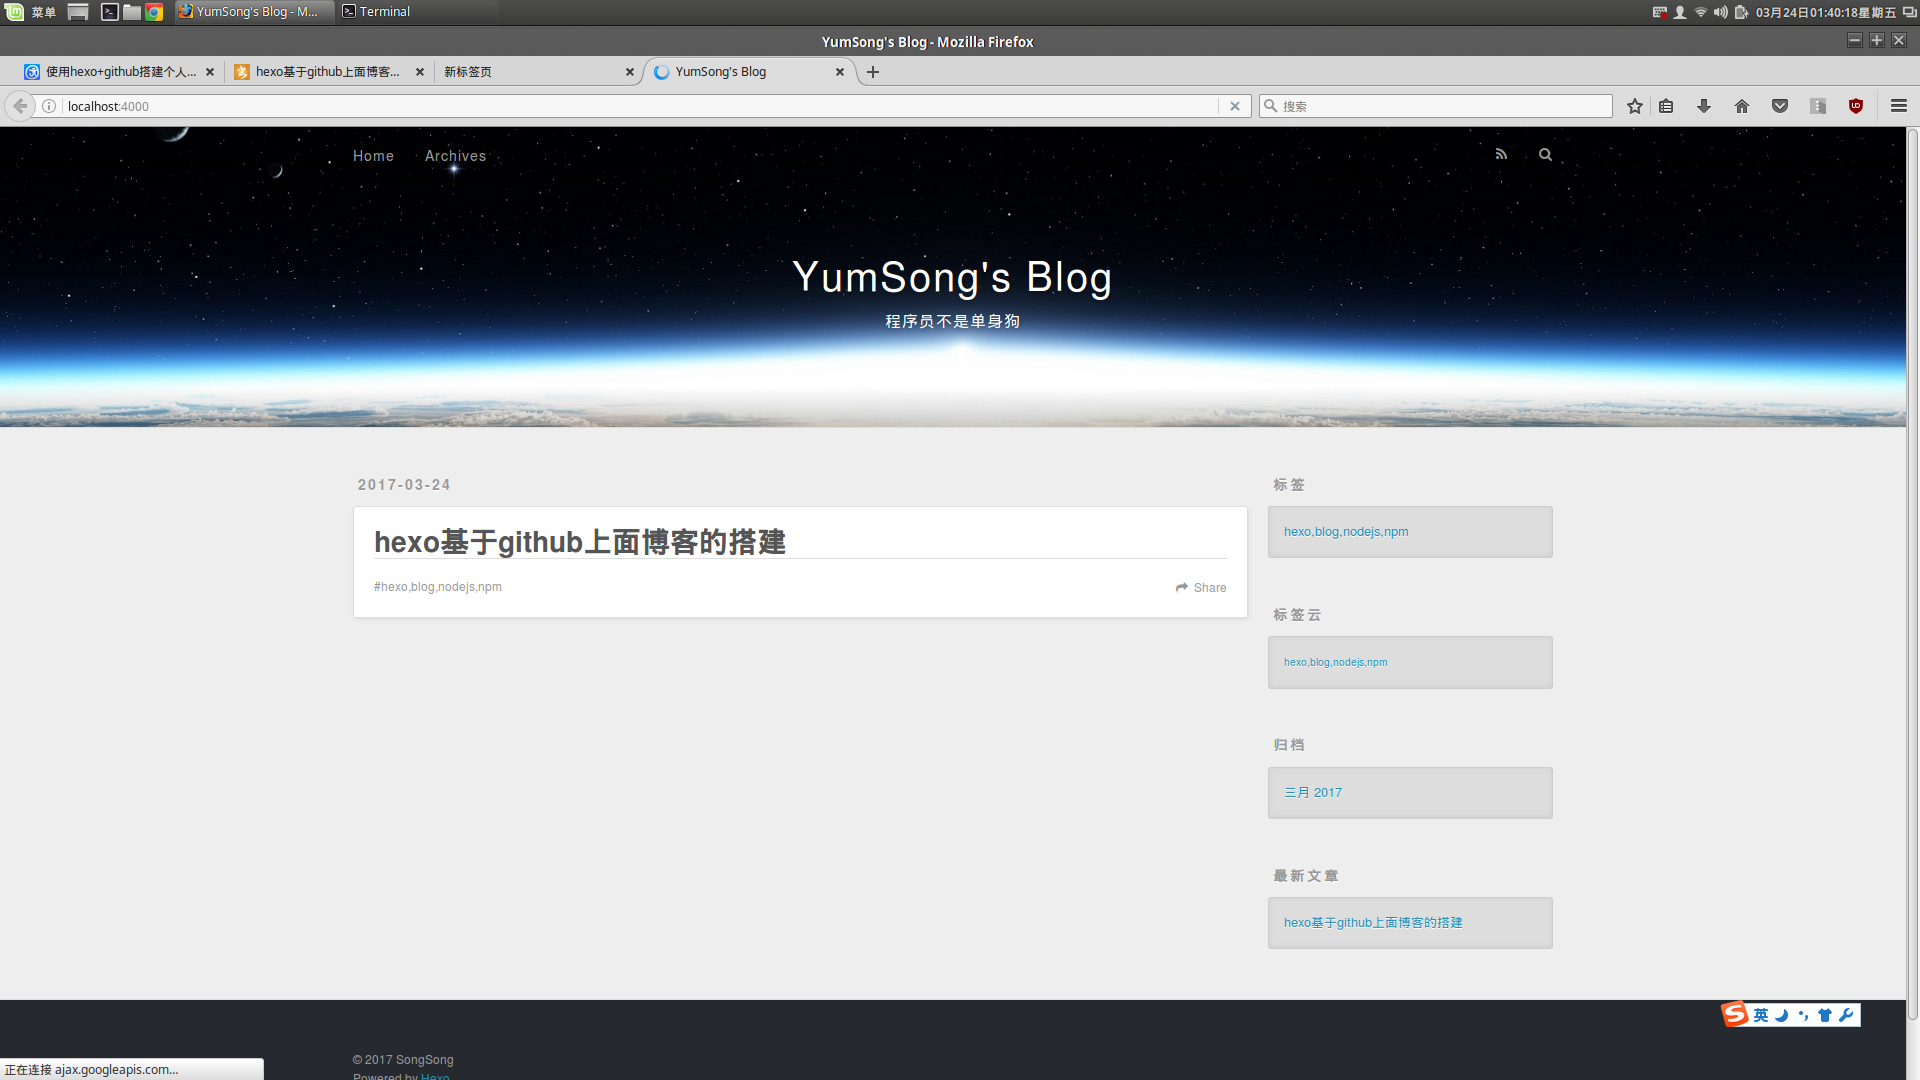 菜单
YumSong's Blog - M...
Terminal
03月24日01:40:18星期五
YumSong's Blog - Mozilla Firefox
使用hexo+github搭建个人...
hexo基于github上面博客...
新标签页
YumSong's Blog
localhost:4000
搜索
Home
Archives
YumSong's Blog
程序员不是单身狗
2017-03-24
hexo基于github上面博客的搭建
#hexo,blog,nodejs,npm
Share
标签
hexo,blog,nodejs,npm
标签云
hexo,blog,nodejs,npm
归档
三月 2017
最新文章
hexo基于github上面博客的搭建
英
© 2017 SongSong
Powered by Hexo
正在连接 ajax.googleapis.com...